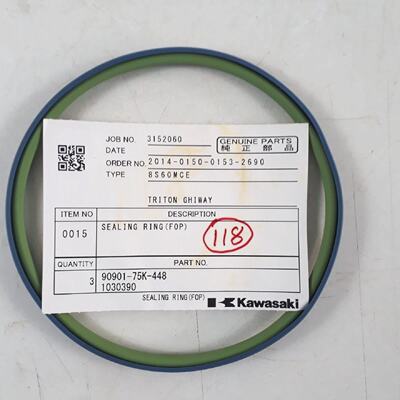 JOB NO. 3152060
GENUINE PARTS
純正部品
DATE
ORDER NO. 2014-0150-0153-2690
TYPE 8S60MCE
TRITON GHIWAY
ITEM NO DESCRIPTION
0015 SEALING RING(FOP)
118
QUANTITY PART NO.
3 90901-75K-448
1030390
SEALING RING(FOP) Kawasaki